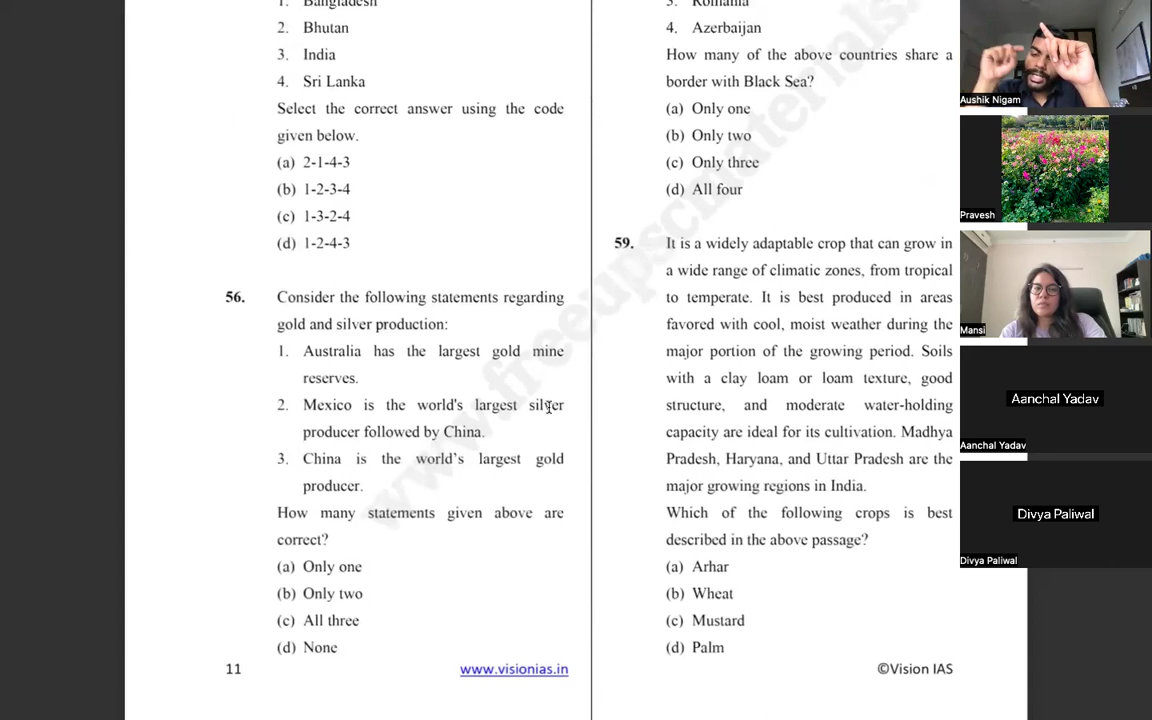 1. Bangladesh
2. Bhutan
3. India
4. Sri Lanka
Select the correct answer using the code
given below.
(a) 2-1-4-3
(b) 1-2-3-4
(c) 1-3-2-4
(d) 1-2-4-3
56. Consider the following statements regarding
gold and silver production:
1. Australia has the largest gold mine
reserves.
2. Mexico is the world's largest silver
producer followed by China.
3. China is the world's largest gold
producer.
How many statements given above are
correct?
(a) Only one
(b) Only two
(c) All three
(d) None
11
www.visionias.in
3. Romania
4. Azerbaijan
How many of the above countries share a
border with Black Sea?
(a) Only one
(b) Only two
(c) Only three
(d) All four
59. It is a widely adaptable crop that can grow in
a wide range of climatic zones, from tropical
to temperate. It is best produced in areas
favored with cool, moist weather during the
major portion of the growing period. Soils
with a clay loam or loam texture, good
structure, and moderate water-holding
capacity are ideal for its cultivation. Madhya
Pradesh, Haryana, and Uttar Pradesh are the
major growing regions in India.
Which of the following crops is best
described in the above passage?
(a) Arhar
(b) Wheat
(c) Mustard
(d) Palm
©Vision IAS
www.freeupscmaterials.
Aushik Nigam
Pravesh
Mansi
Aanchal Yadav
Aanchal Yadav
Divya Paliwal
Divya Paliwal